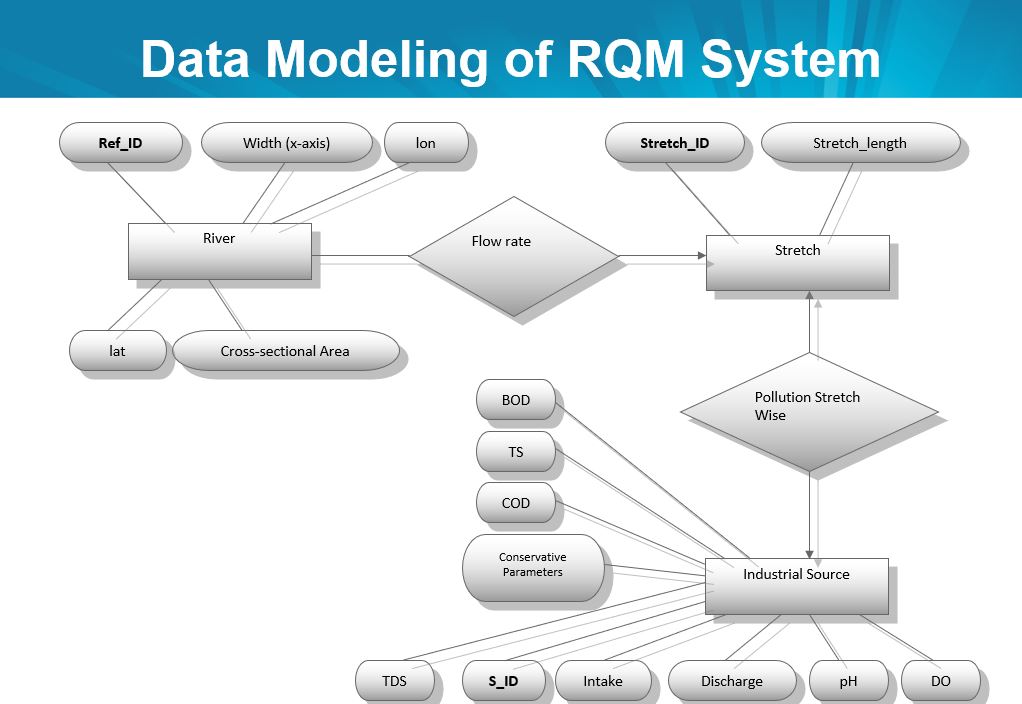 Data Modeling of RQM System
Ref_ID
Width (x-axis)
lon
Stretch_ID
Stretch_length
River
Flow rate
Stretch
lat
Cross-sectional Area
BOD
Pollution Stretch
Wise
TS
COD
Conservative
Parameters
Industrial Source
TDS
S_ID
Intake
Discharge
pH
DO